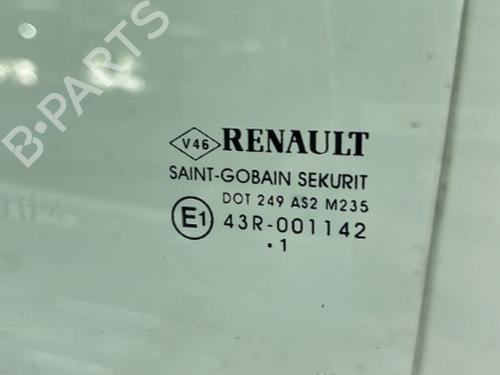 B-PARTS
V46 RENAULT
SAINT-GOBAIN SEKURIT
DOT 249 AS2 M235
E1 43R-001142
.1